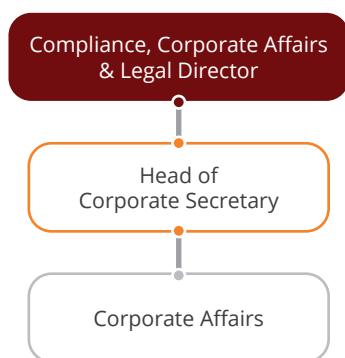 Compliance, Corporate Affairs
& Legal Director
Head of
Corporate Secretary
Corporate Affairs